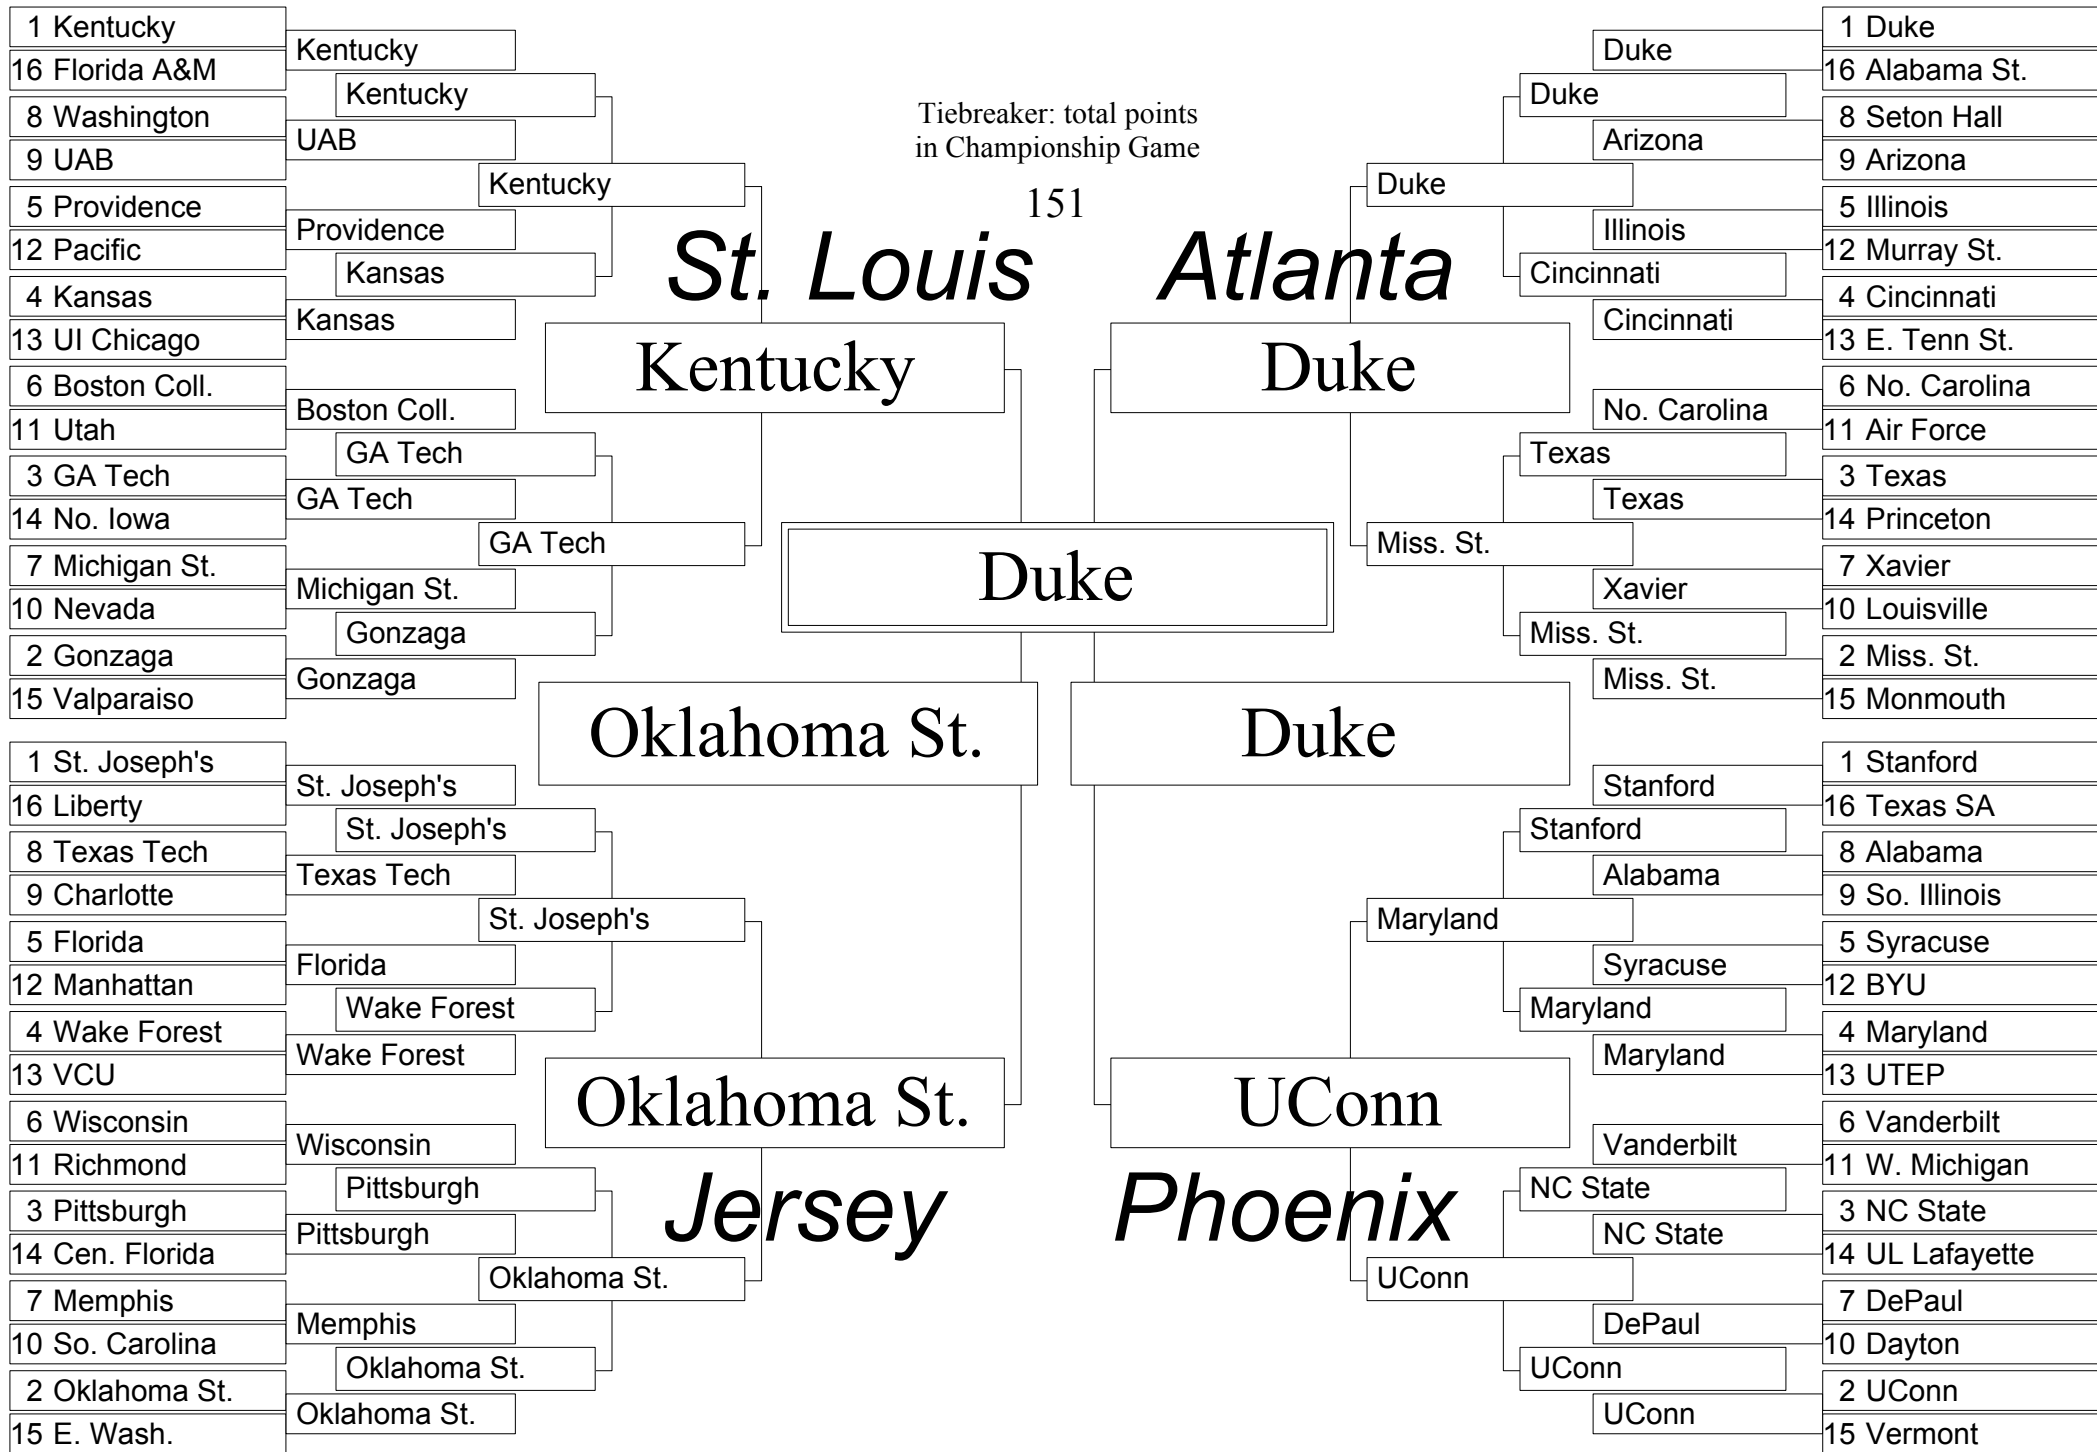 1 Kentucky
16 Florida A&M
8 Washington
9 UAB
5 Providence
12 Pacific
4 Kansas
13 UI Chicago
6 Boston Coll.
11 Utah
3 GA Tech
14 No. Iowa
7 Michigan St.
10 Nevada
2 Gonzaga
15 Valparaiso
1 St. Joseph's
16 Liberty
8 Texas Tech
9 Charlotte
5 Florida
12 Manhattan
4 Wake Forest
13 VCU
6 Wisconsin
11 Richmond
3 Pittsburgh
14 Cen. Florida
7 Memphis
10 So. Carolina
2 Oklahoma St.
15 E. Wash.
Kentucky
UAB
Providence
Kansas
Boston Coll.
GA Tech
Michigan St.
Gonzaga
St. Joseph's
Texas Tech
Florida
Wake Forest
Wisconsin
Pittsburgh
Memphis
Oklahoma St.
Kentucky
Kansas
GA Tech
Gonzaga
St. Joseph's
Wake Forest
Pittsburgh
Oklahoma St.
Kentucky
GA Tech
St. Joseph's
Oklahoma St.
St. Louis
Kentucky
Oklahoma St.
Oklahoma St.
Jersey
Tiebreaker: total points
in Championship Game
151
Duke
Atlanta
Duke
Duke
UConn
Phoenix
Duke
Miss. St.
Maryland
UConn
Duke
Cincinnati
Texas
Miss. St.
Stanford
Maryland
NC State
UConn
Duke
Arizona
Illinois
Cincinnati
No. Carolina
Texas
Xavier
Miss. St.
Stanford
Alabama
Syracuse
Maryland
Vanderbilt
NC State
DePaul
UConn
1 Duke
16 Alabama St.
8 Seton Hall
9 Arizona
5 Illinois
12 Murray St.
4 Cincinnati
13 E. Tenn St.
6 No. Carolina
11 Air Force
3 Texas
14 Princeton
7 Xavier
10 Louisville
2 Miss. St.
15 Monmouth
1 Stanford
16 Texas SA
8 Alabama
9 So. Illinois
5 Syracuse
12 BYU
4 Maryland
13 UTEP
6 Vanderbilt
11 W. Michigan
3 NC State
14 UL Lafayette
7 DePaul
10 Dayton
2 UConn
15 Vermont